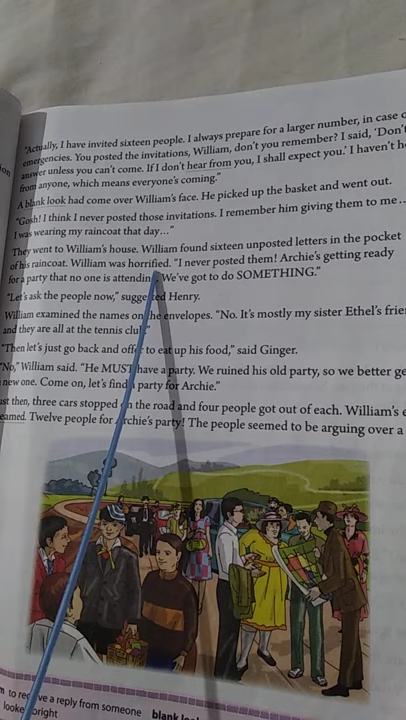 "Actually, I have invited sixteen people. I always prepare for a larger number, in case
emergencies. You posted the invitations, William, don't you remember? I said, 'Don't
answer unless you can't come. If I don't hear from you, I shall expect you.' I haven't
from anyone, which means everyone's coming."
A blank look had come over William's face. He picked up the basket and went out.
"Gosh! I think I never posted those invitations. I remember him giving them to me...
I was wearing my raincoat that day..."
They went to William's house. William found sixteen unposted letters in the pocket
of his raincoat. William was horrified. "I never posted them! Archie's getting ready
for a party that no one is attending. We've got to do SOMETHING."
"Let's ask the people now," suggested Henry.
William examined the names on the envelopes. "No. It's mostly my sister Ethel's
and they are all at the tennis club."
"Then let's just go back and offer to eat up his food," said Ginger.
"No," William said. "He MUST have a party. We ruined his old party, so we better
new one. Come on, let's find a party for Archie."
then, three cars stopped on the road and four people got out of each. William's
Twelve people for Archie's party! The people seemed to be arguing over a
to receive a reply from someone blank
bright